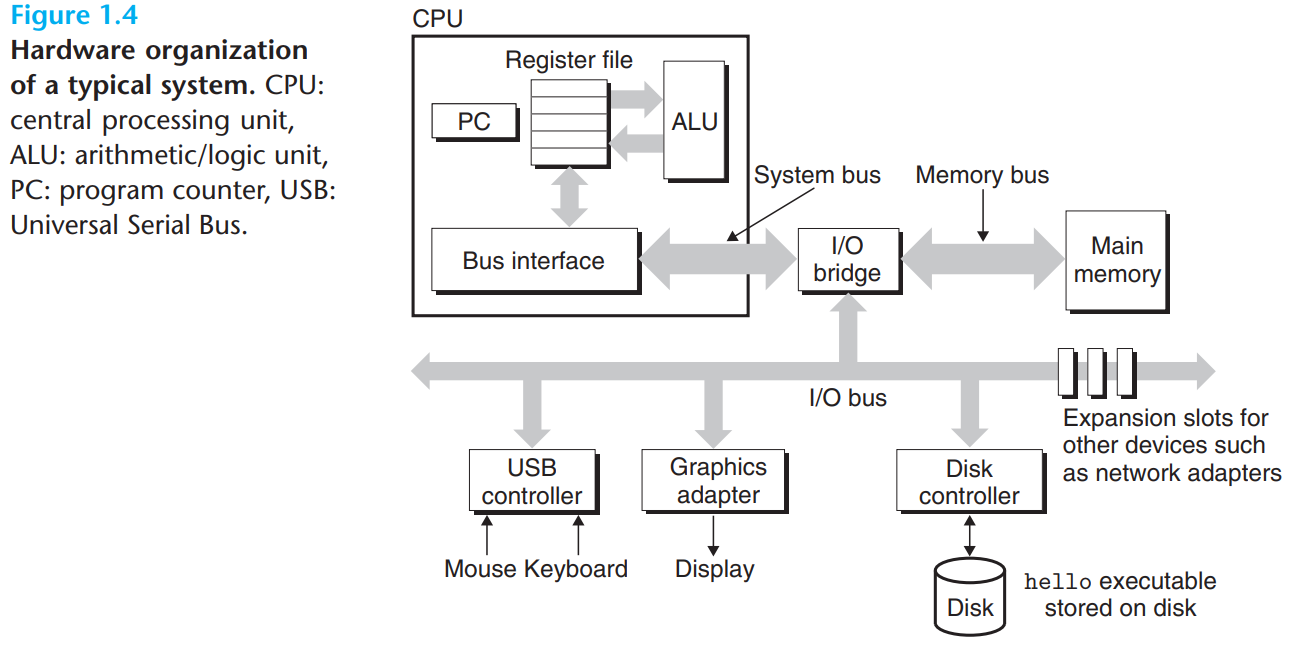 Figure 1.4
Hardware organization
of a typical system. CPU:
central processing unit,
ALU: arithmetic/logic unit,
PC: program counter, USB:
Universal Serial Bus.
CPU
Register file
PC
ALU
System bus
Memory bus
Bus interface
I/O
bridge
Main
memory
I/O bus
Expansion slots for
other devices such
as network adapters
USB
controller
Graphics
adapter
Disk
controller
Mouse Keyboard
Display
Disk
hello executable
stored on disk